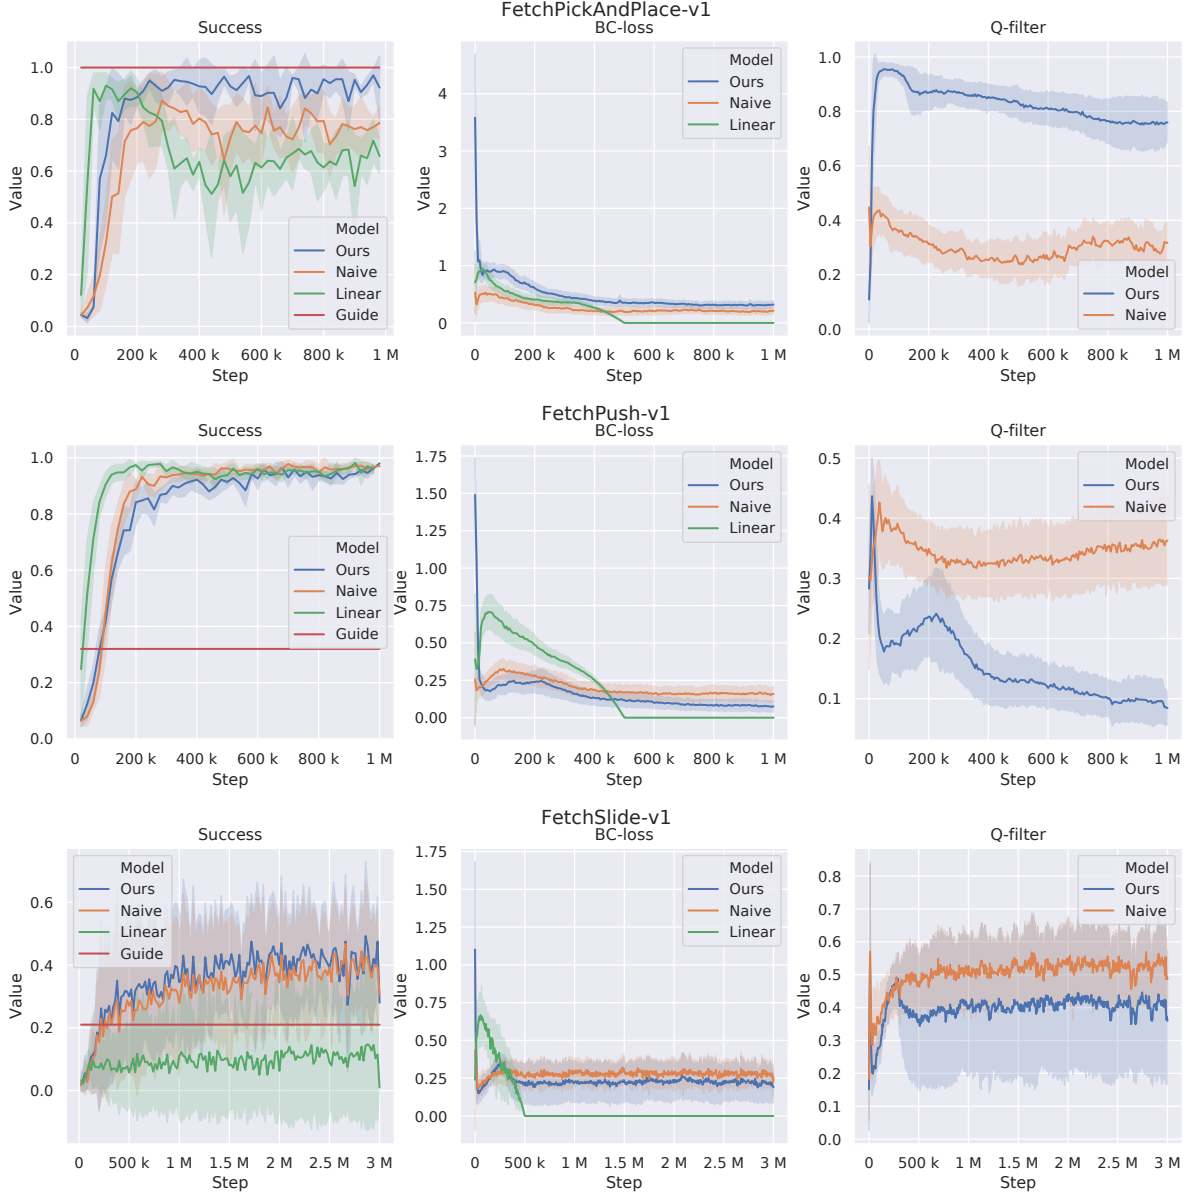 FetchPickAndPlace-v1
Success
BC-loss
Q-filter
Value
1.0
0.8
0.6
0.4
0.2
0.0
Model
Ours
Naive
Linear
Guide
0
200 k
400 k
600 k
800 k
1 M
Step
Value
4
3
2
1
0
Model
Ours
Naive
Linear
0
200 k
400 k
600 k
800 k
1 M
Step
Value
1.0
0.8
0.6
0.4
0.2
0.0
Model
Ours
Naive
0
200 k
400 k
600 k
800 k
1 M
Step
FetchPush-v1
Success
BC-loss
Q-filter
Value
1.0
0.8
0.6
0.4
0.2
0.0
Model
Ours
Naive
Linear
Guide
0
200 k
400 k
600 k
800 k
1 M
Step
Value
1.75
1.50
1.25
1.00
0.75
0.50
0.25
0.00
Model
Ours
Naive
Linear
0
200 k
400 k
600 k
800 k
1 M
Step
Value
0.5
0.4
0.3
0.2
0.1
Model
Ours
Naive
0
200 k
400 k
600 k
800 k
1 M
Step
FetchSlide-v1
Success
BC-loss
Q-filter
Value
0.6
0.4
0.2
0.0
Model
Ours
Naive
Linear
Guide
0
500 k
1 M
1.5 M
2 M
2.5 M
3 M
Step
Value
1.75
1.50
1.25
1.00
0.75
0.50
0.25
0.00
Model
Ours
Naive
Linear
0
500 k
1 M
1.5 M
2 M
2.5 M
3 M
Step
Value
0.8
0.7
0.6
0.5
0.4
0.3
0.2
0.1
0.0
Model
Ours
Naive
0
500 k
1 M
1.5 M
2 M
2.5 M
3 M
Step